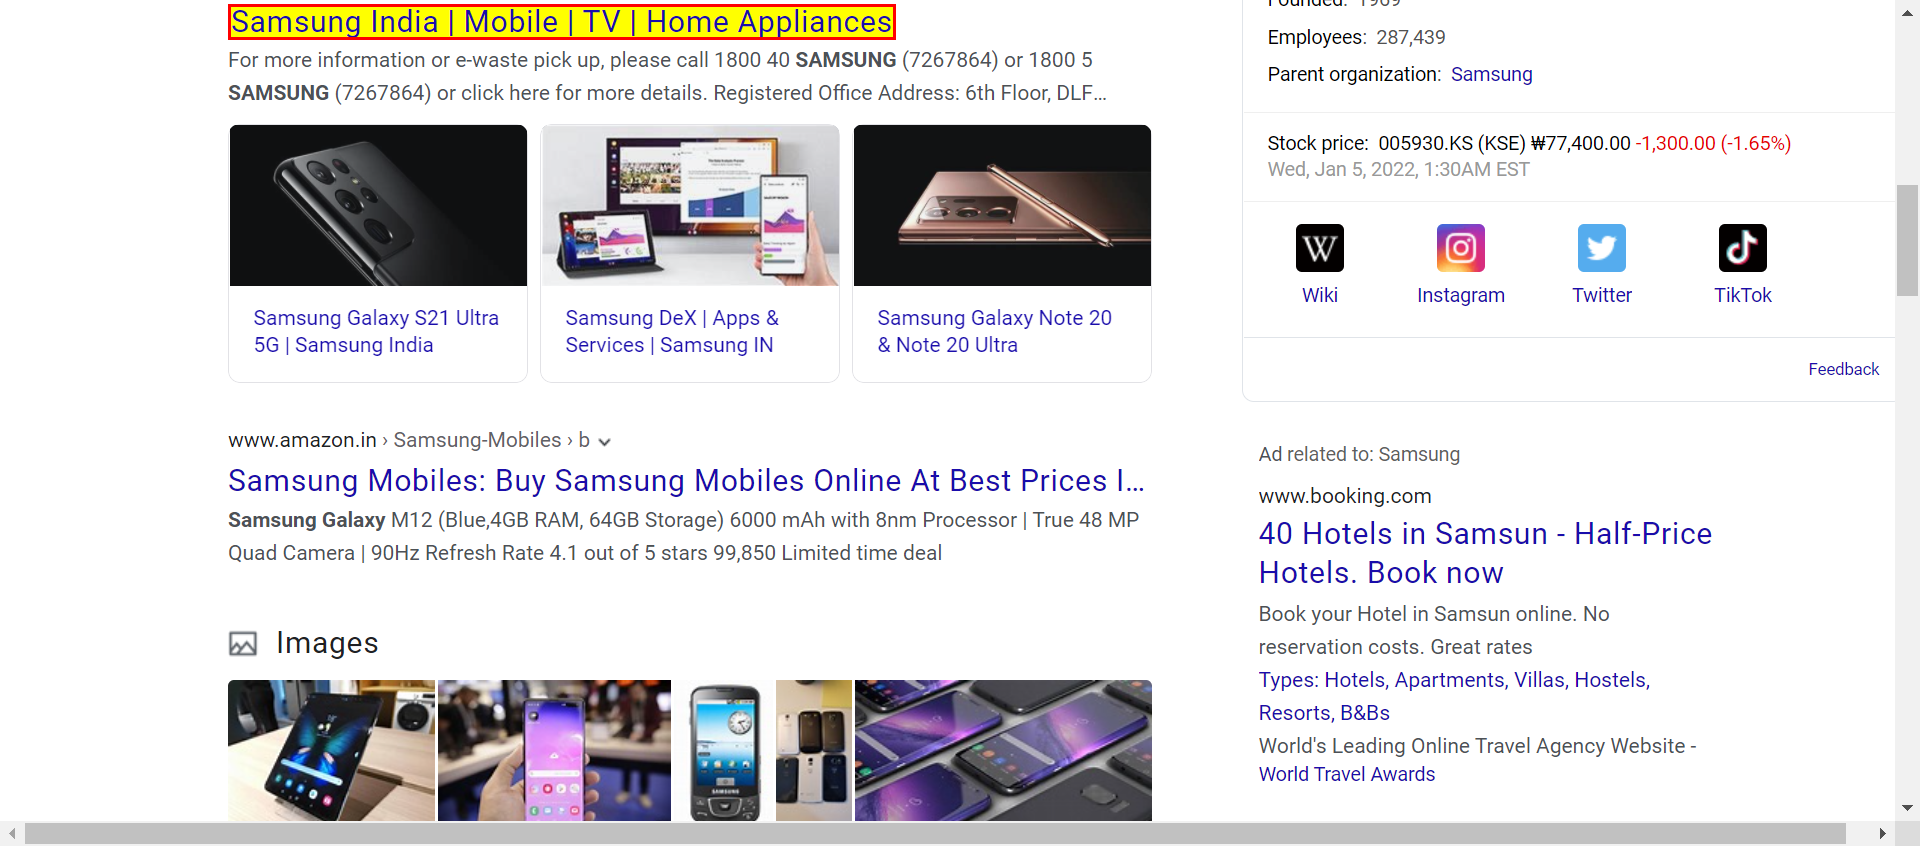 Samsung India | Mobile | TV | Home Appliances
For more information or e-waste pick up, please call 1800 40 SAMSUNG (7267864) or 1800 5
SAMSUNG (7267864) or click here for more details. Registered Office Address: 6th Floor, DLF...
Samsung Galaxy S21 Ultra
5G | Samsung India
Samsung DeX | Apps &
Services | Samsung IN
Samsung Galaxy Note 20
& Note 20 Ultra
www.amazon.in › Samsung-Mobiles › b
Samsung Mobiles: Buy Samsung Mobiles Online At Best Prices I...
Samsung Galaxy M12 (Blue,4GB RAM, 64GB Storage) 6000 mAh with 8nm Processor | True 48 MP
Quad Camera | 90Hz Refresh Rate 4.1 out of 5 stars 99,850 Limited time deal
Images
SAMSUNG
Founded: 1969
Employees: 287,439
Parent organization: Samsung
Stock price: 005930.KS (KSE) ₩77,400.00 -1,300.00 (-1.65%)
Wed, Jan 5, 2022, 1:30AM EST
W
Wiki
Instagram
Twitter
TikTok
Feedback
Ad related to: Samsung
www.booking.com
40 Hotels in Samsun - Half-Price
Hotels. Book now
Book your Hotel in Samsun online. No
reservation costs. Great rates
Types: Hotels, Apartments, Villas, Hostels,
Resorts, B&Bs
World's Leading Online Travel Agency Website -
World Travel Awards